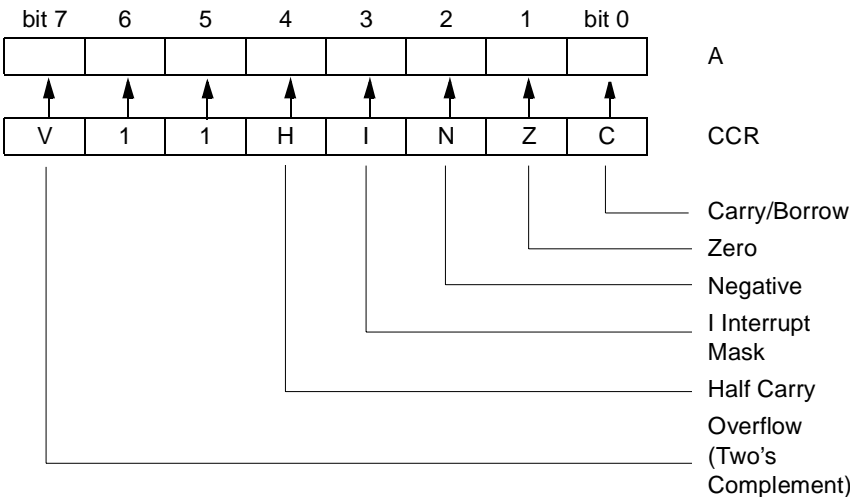 bit 7 6 5 4 3 2 1 bit 0
A
V 1 1 H I N Z C
CCR
Carry/Borrow
Zero
Negative
I Interrupt
Mask
Half Carry
Overflow
(Two's
Complement)